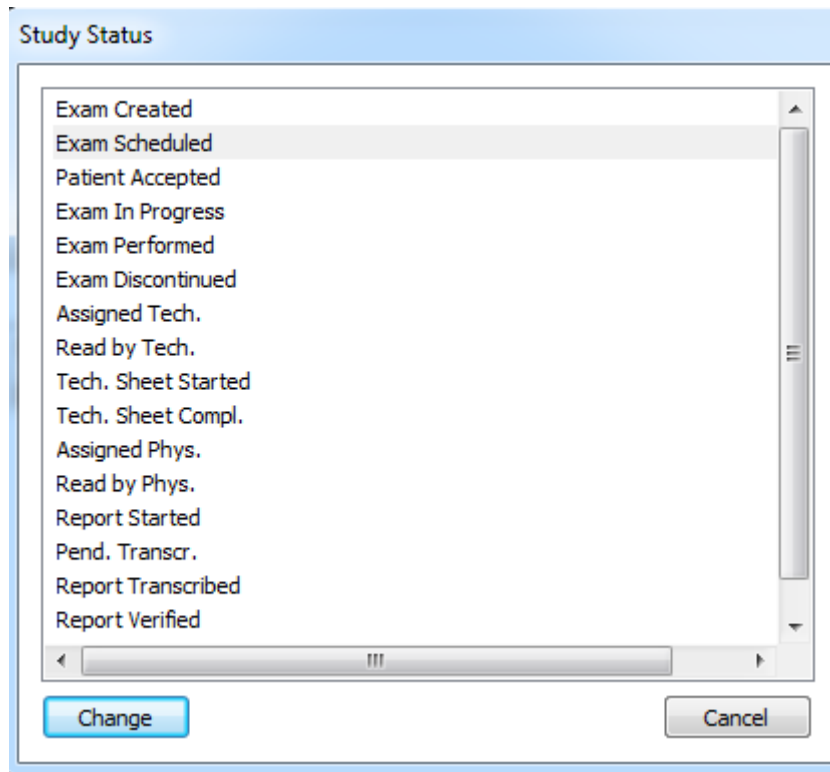 Study Status
Exam Created
Exam Scheduled
Patient Accepted
Exam In Progress
Exam Performed
Exam Discontinued
Assigned Tech.
Read by Tech.
Tech. Sheet Started
Tech. Sheet Compl.
Assigned Phys.
Read by Phys.
Report Started
Pend. Transcr.
Report Transcribed
Report Verified
Change Cancel